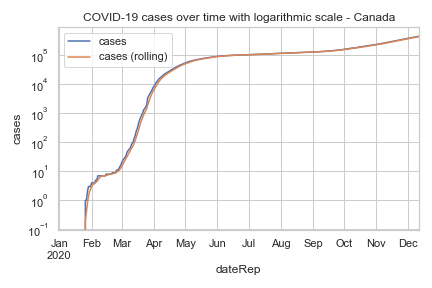 COVID-19 cases over time with logarithmic scale - Canada
cases
cases (rolling)
10^5
10^4
10^3
10^2
10^1
10^0
10^-1
cases
Jan Feb Mar Apr May Jun Jul Aug Sep Oct Nov Dec
2020
dateRep